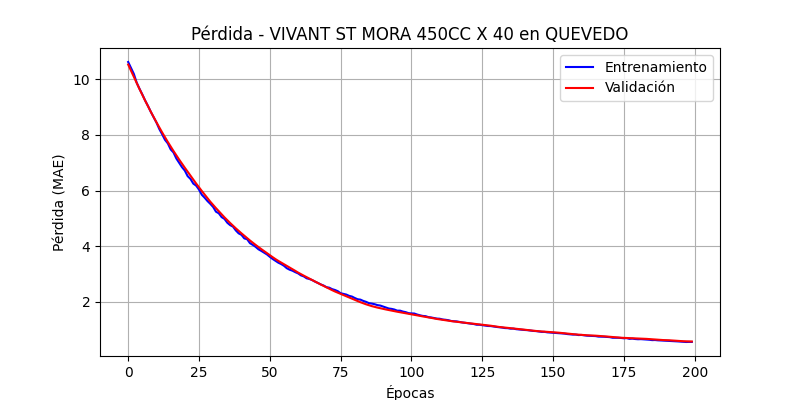 Pérdida - VIVANT ST MORA 450CC X 40 en QUEVEDO
Entrenamiento
Validación
Pérdida (MAE)
10
8
6
4
2
0 25 50 75 100 125 150 175 200
Épocas